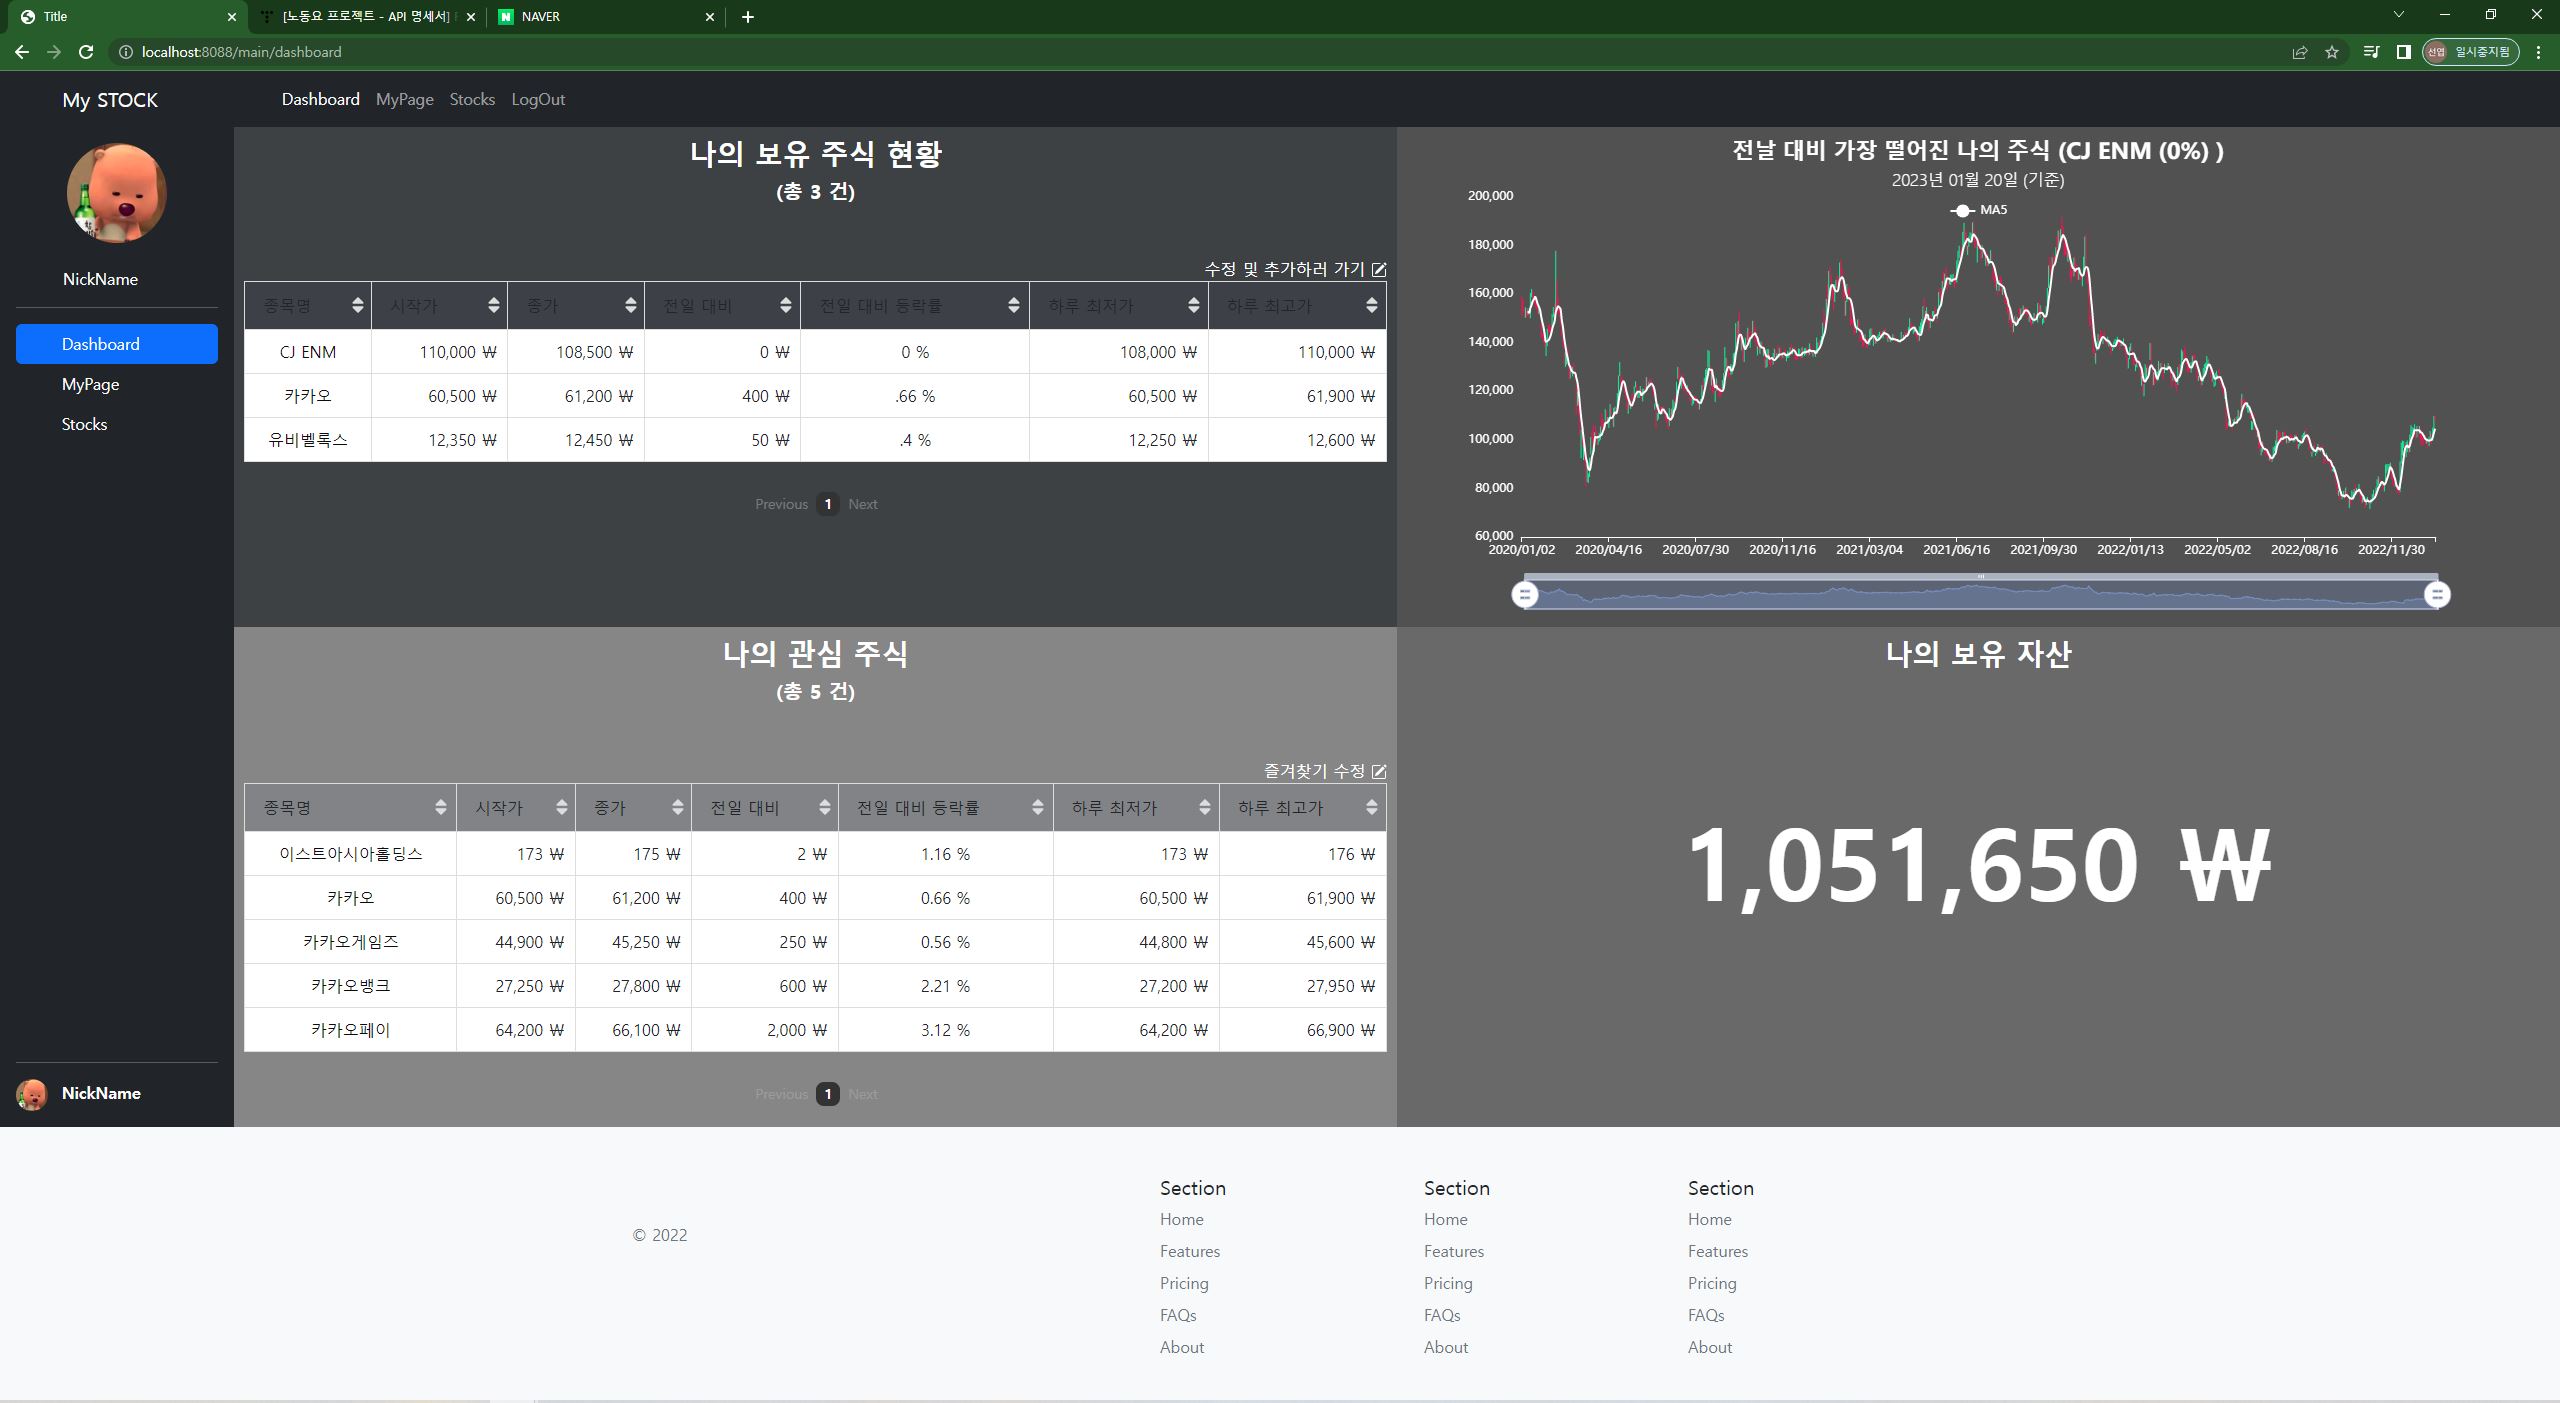 Title
[노동요 프로젝트 - API 명세서]
NAVER
localhost:8088/main/dashboard
선엽 일시중지됨
My STOCK
Dashboard MyPage Stocks LogOut
NickName
Dashboard
MyPage
Stocks
NickName
나의 보유 주식 현황
(총 3 건)
수정 및 추가하러 가기
종목명 시작가 종가 전일 대비 전일 대비 등락률 하루 최저가 하루 최고가
CJ ENM 110,000 ₩ 108,500 ₩ 0 ₩ 0 % 108,000 ₩ 110,000 ₩
카카오 60,500 ₩ 61,200 ₩ 400 ₩ .66 % 60,500 ₩ 61,900 ₩
유비벨록스 12,350 ₩ 12,450 ₩ 50 ₩ .4 % 12,250 ₩ 12,600 ₩
Previous 1 Next
전날 대비 가장 떨어진 나의 주식 (CJ ENM (0%) )
2023년 01월 20일 (기준)
MA5
200,000
180,000
160,000
140,000
120,000
100,000
80,000
60,000
2020/01/02 2020/04/16 2020/07/30 2020/11/16 2021/03/04 2021/06/16 2021/09/30 2022/01/13 2022/05/02 2022/08/16 2022/11/30
나의 관심 주식
(총 5 건)
즐겨찾기 수정
종목명 시작가 종가 전일 대비 전일 대비 등락률 하루 최저가 하루 최고가
이스트아시아홀딩스 173 ₩ 175 ₩ 2 ₩ 1.16 % 173 ₩ 176 ₩
카카오 60,500 ₩ 61,200 ₩ 400 ₩ 0.66 % 60,500 ₩ 61,900 ₩
카카오게임즈 44,900 ₩ 45,250 ₩ 250 ₩ 0.56 % 44,800 ₩ 45,600 ₩
카카오뱅크 27,250 ₩ 27,800 ₩ 600 ₩ 2.21 % 27,200 ₩ 27,950 ₩
카카오페이 64,200 ₩ 66,100 ₩ 2,000 ₩ 3.12 % 64,200 ₩ 66,900 ₩
Previous 1 Next
나의 보유 자산
1,051,650 ₩
© 2022
Section Section Section
Home Home Home
Features Features Features
Pricing Pricing Pricing
FAQs FAQs FAQs
About About About